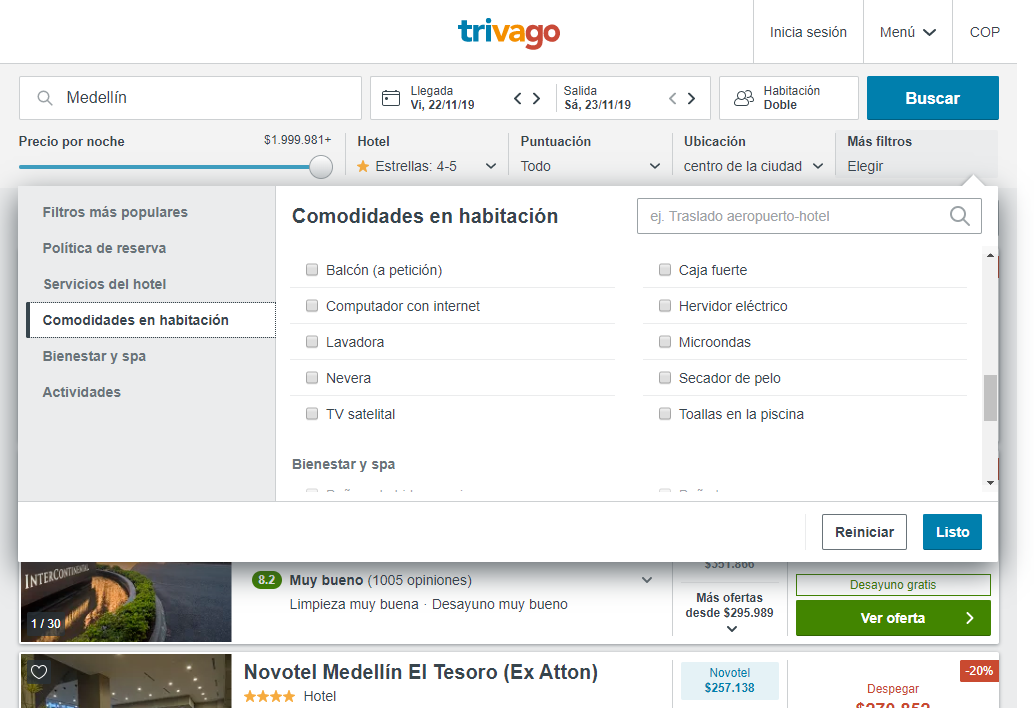 trivago
Inicia sesión
Menú
COP
Medellín
Llegada
Vi, 22/11/19
Salida
Sá, 23/11/19
Habitación
Doble
Buscar
Precio por noche
$1.999.981+
Hotel
Estrellas: 4-5
Puntuación
Todo
Ubicación
centro de la ciudad
Más filtros
Elegir
Filtros más populares
Política de reserva
Servicios del hotel
Comodidades en habitación
Bienestar y spa
Actividades
Comodidades en habitación
ej. Traslado aeropuerto-hotel
Balcón (a petición)
Caja fuerte
Computador con internet
Hervidor eléctrico
Lavadora
Microondas
Nevera
Secador de pelo
TV satelital
Toallas en la piscina
Bienestar y spa
Reiniciar
Listo
INTERCONTINENTAL
1 / 30
8.2 Muy bueno (1005 opiniones)
Limpieza muy buena · Desayuno muy bueno
Más ofertas
desde $295.989
Desayuno gratis
Ver oferta
Novotel Medellín El Tesoro (Ex Atton)
Hotel
Novotel
$257.138
-20%
Despegar